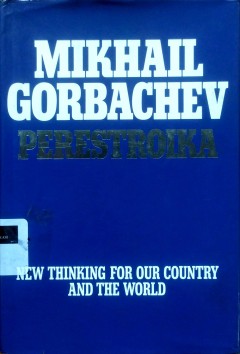 MIKHAIL
GORBACHEV
PERESTROIKA
NEW THINKING FOR OUR COUNTRY
AND THE WORLD